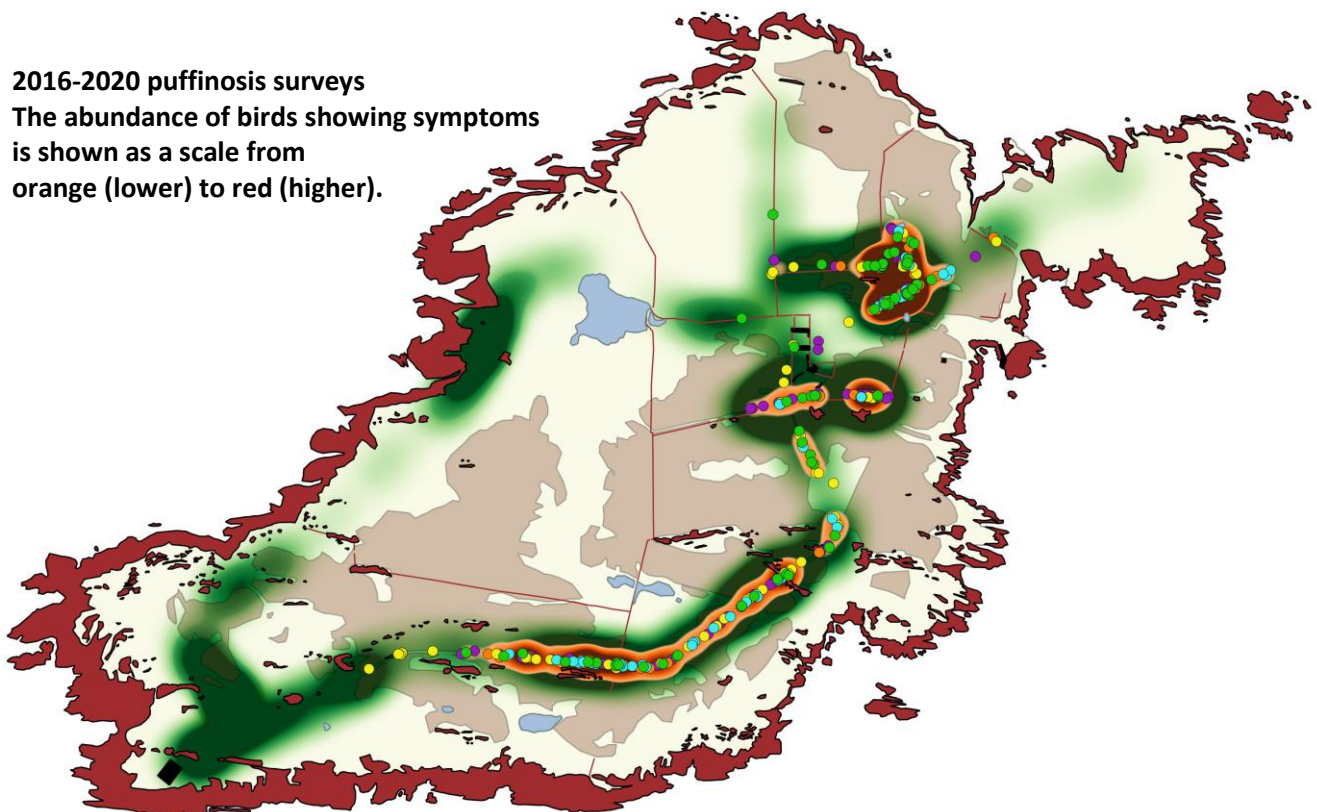 2016-2020 puffinosis surveys
The abundance of birds showing symptoms
is shown as a scale from
orange (lower) to red (higher).